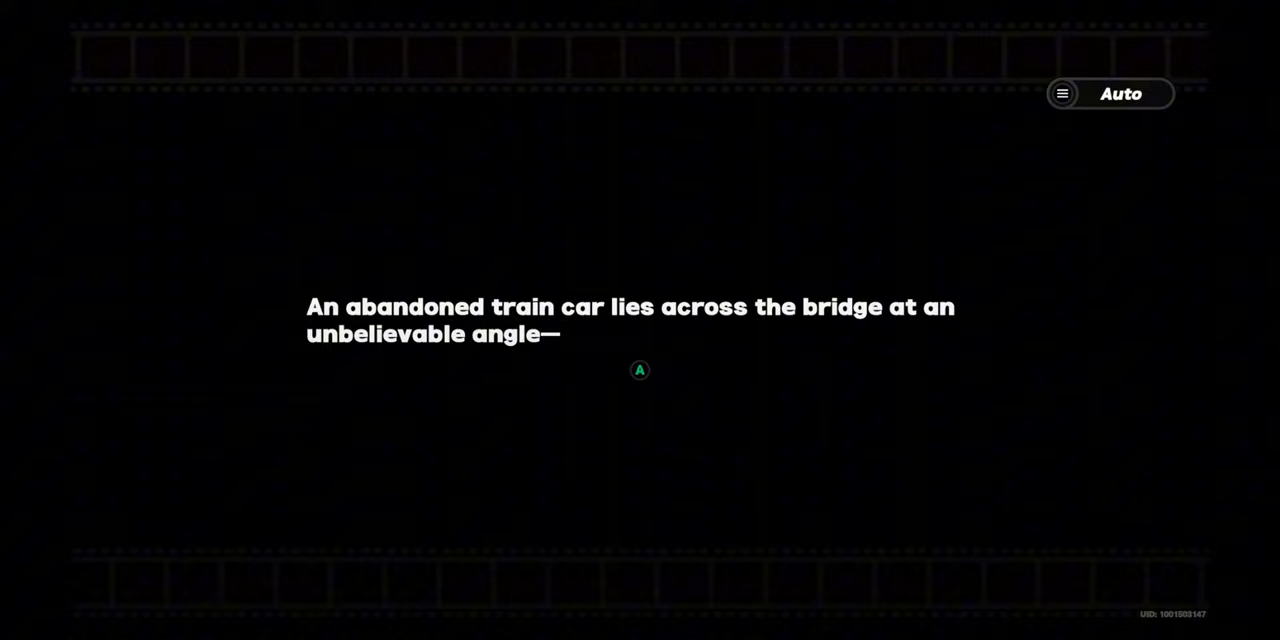 Auto
An abandoned train car lies across the bridge at an
unbelievable angle—
A
UID: 1001503147